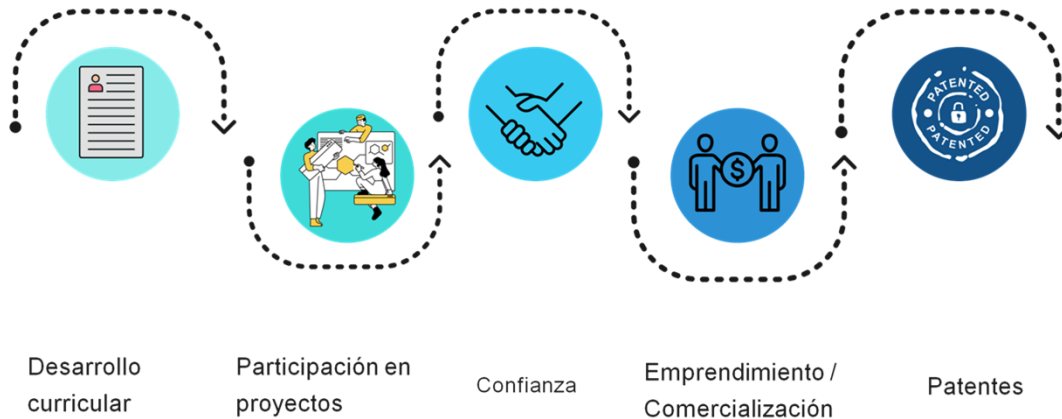 PATENTED
PATENTED
Desarrollo
curricular
Participación en
proyectos
Confianza
Emprendimiento /
Comercialización
Patentes
$